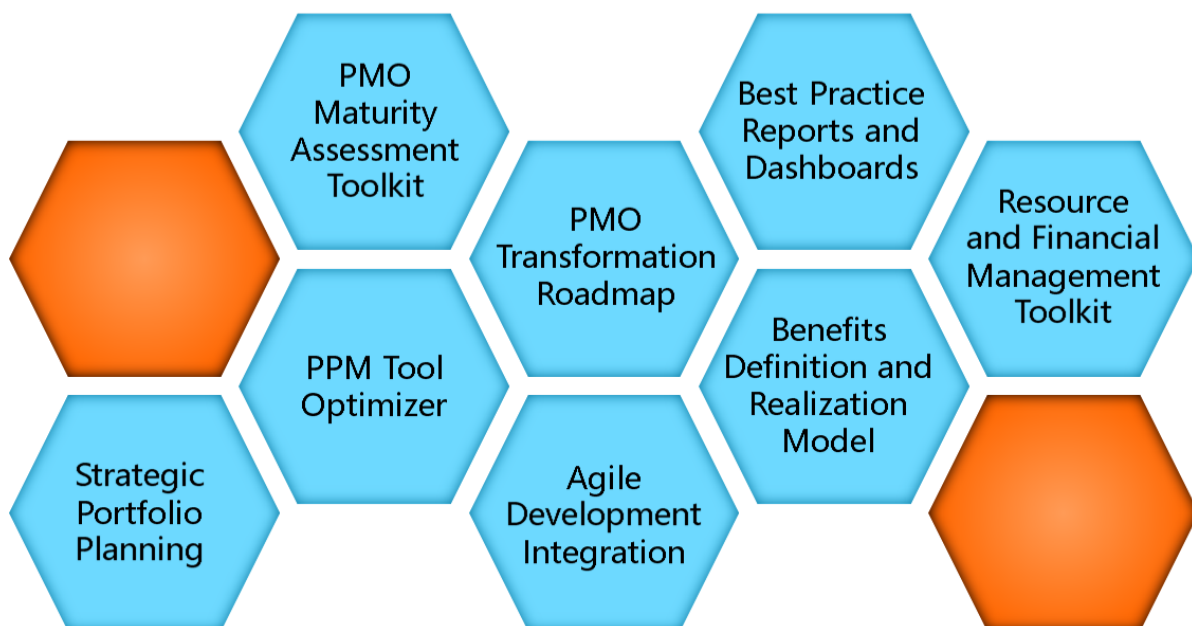 PMO
Maturity
Assessment
Toolkit
Best Practice
Reports and
Dashboards
PMO
Transformation
Roadmap
Resource
and Financial
Management
Toolkit
PPM Tool
Optimizer
Benefits
Definition and
Realization
Model
Strategic
Portfolio
Planning
Agile
Development
Integration